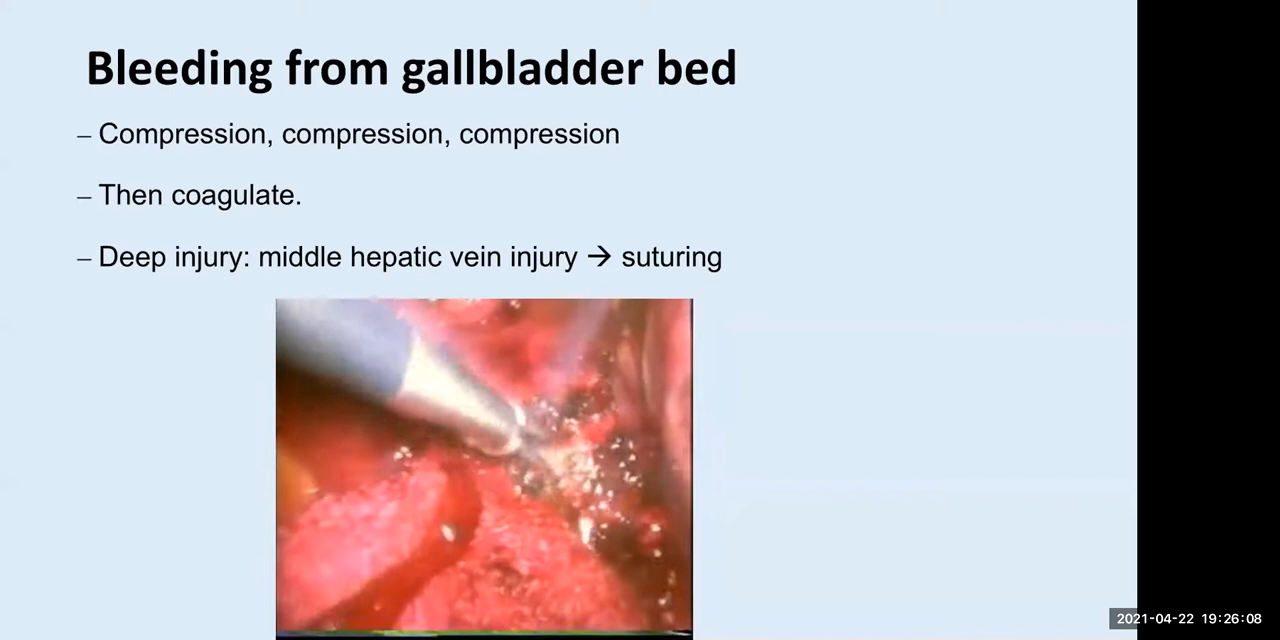 Bleeding from gallbladder bed
– Compression, compression, compression
– Then coagulate.
– Deep injury: middle hepatic vein injury → suturing
2021-04-22 19:26:08